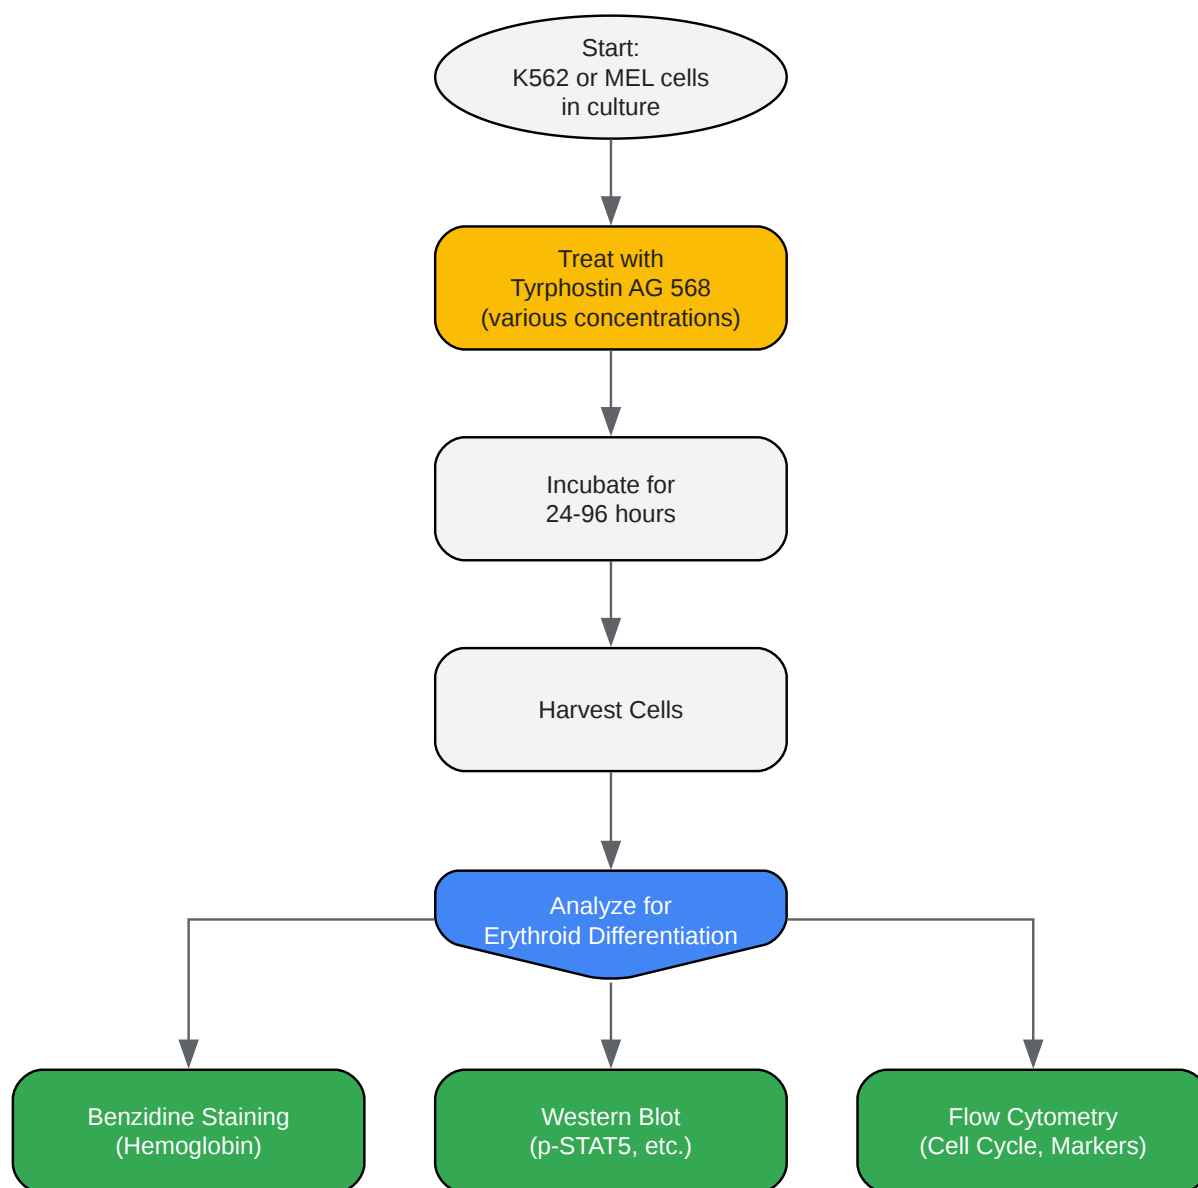 Start:
K562 or MEL cells
in culture
Treat with
Tyrphostin AG 568
(various concentrations)
Incubate for
24-96 hours
Harvest Cells
Analyze for
Erythroid Differentiation
Benzidine Staining
(Hemoglobin)
Western Blot
(p-STAT5, etc.)
Flow Cytometry
(Cell Cycle, Markers)